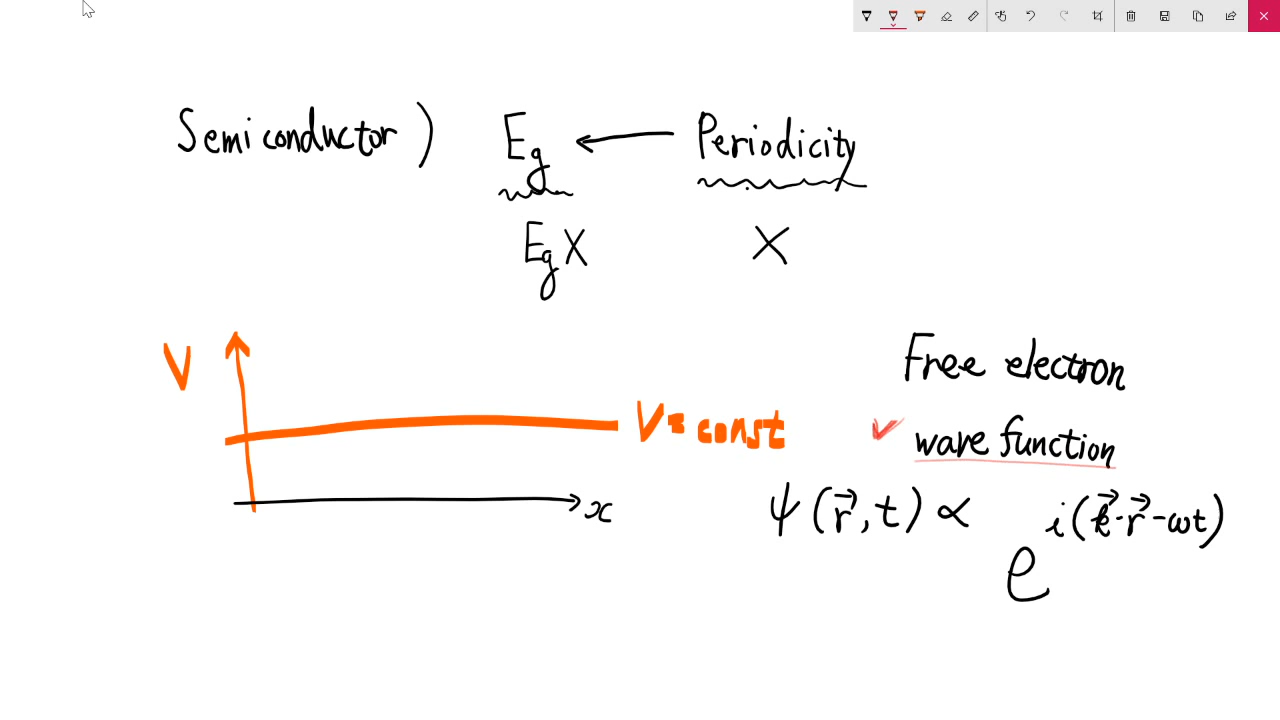 Semiconductor) Eg ← Periodicity
Eg X X
V
V = const
x
Free electron
wave function
ψ(r⃗,t) ∝ e^i(k⃗·r⃗-ωt)